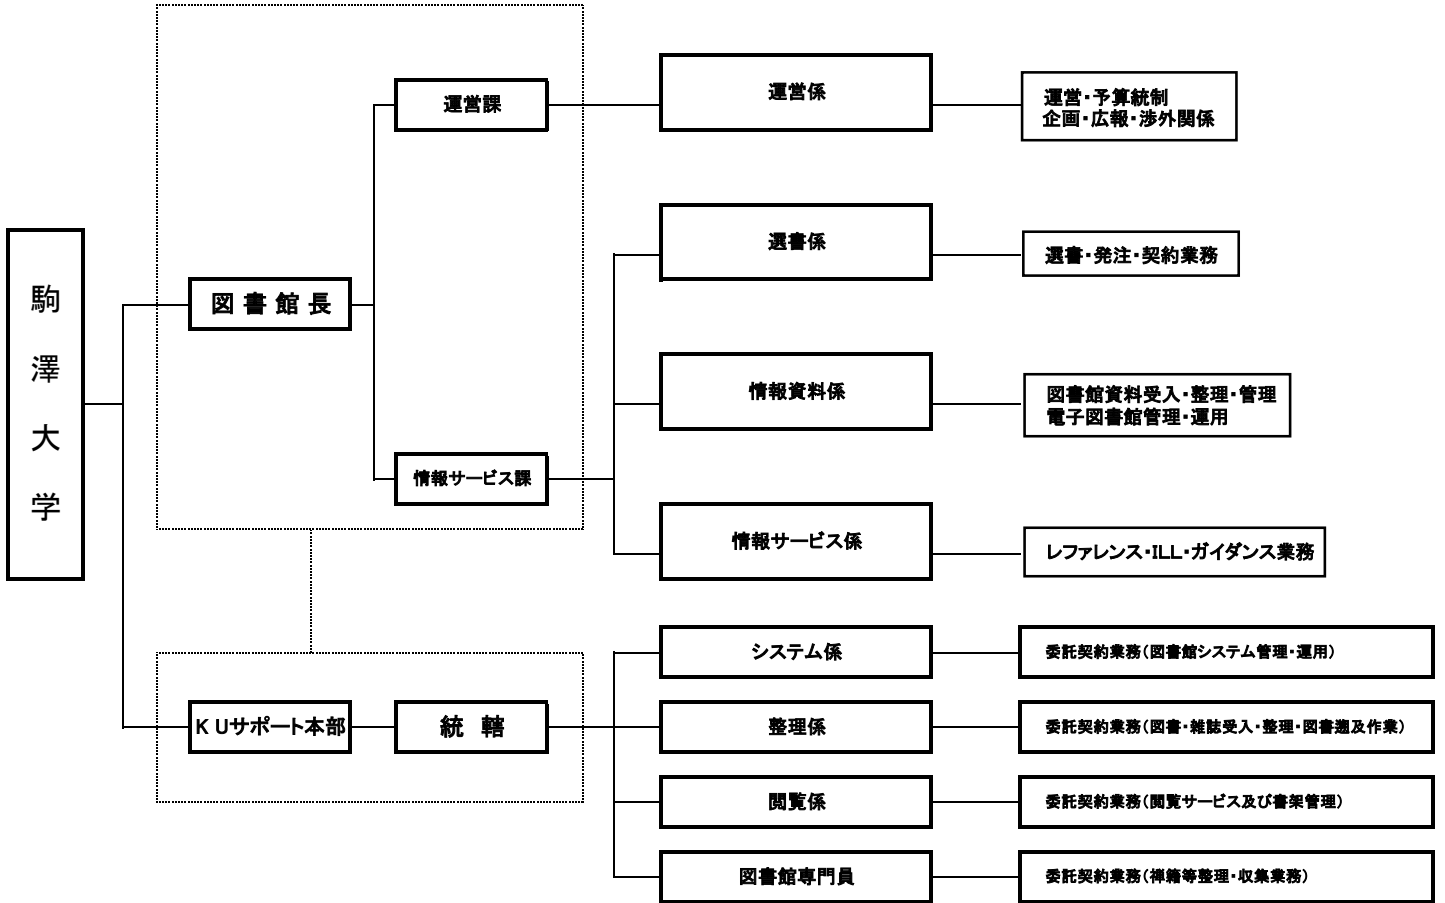 駒澤大学
図書館長
運営課
運営係
運営・予算統制
企画・広報・渉外関係
情報サービス課
選書係
選書・発注・契約業務
情報資料係
図書館資料受入・整理・管理
電子図書館管理・運用
情報サービス係
レファレンス・ILL・ガイダンス業務
KUサポート本部
統轄
システム係
委託契約業務(図書館システム管理・運用)
整理係
委託契約業務(図書・雑誌受入・整理・図書遡及作業)
閲覧係
委託契約業務(閲覧サービス及び書架管理)
図書館専門員
委託契約業務(禅籍等整理・収集業務)